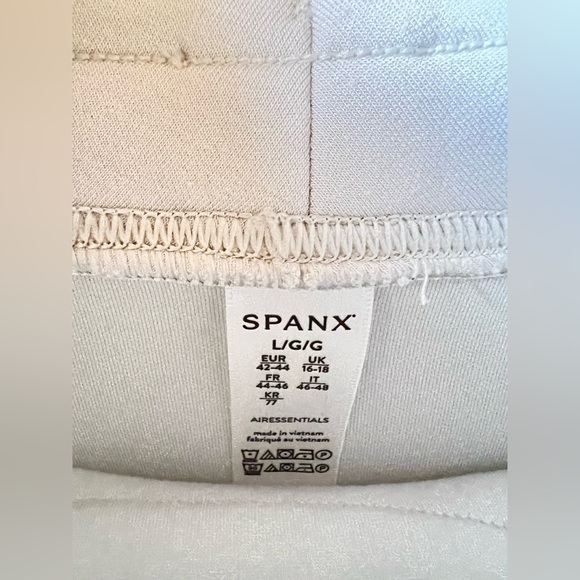 SPANX
L/G/G
EUR UK
42-44 16-18
FR IT
44-46 46-48
KR
77
AIRESSENTIALS
made in vietnam
fabriqué au vietnam